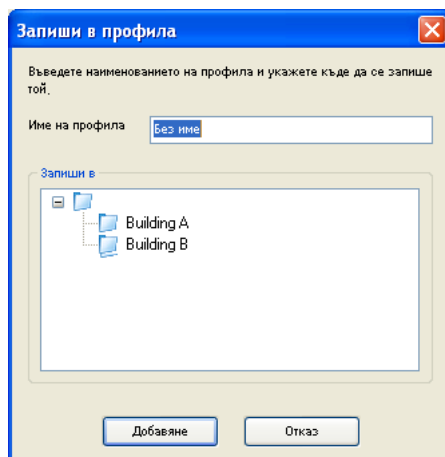 Запиши в профила
Въведете наименованието на профила и укажете къде да се запише
той.
Име на профила
Без име
Запиши в
Building A
Building B
Добавяне
Отказ